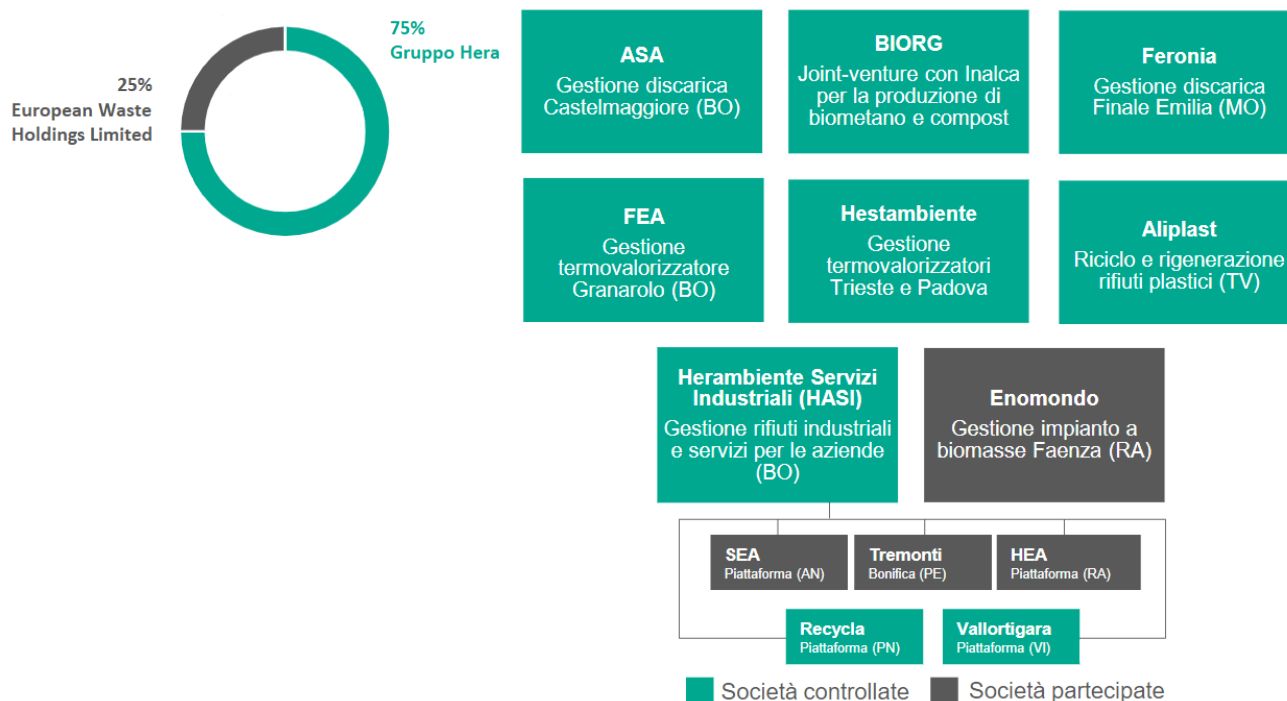 75%
Gruppo Hera
25%
European Waste
Holdings Limited
ASA
Gestione discarica
Castelmaggiore (BO)
BIORG
Joint-venture con Inalca
per la produzione di
biometano e compost
Feronia
Gestione discarica
Finale Emilia (MO)
FEA
Gestione
termovalorizzatore
Granarolo (BO)
Hestambiente
Gestione
termovalorizzatori
Trieste e Padova
Aliplast
Riciclo e rigenerazione
rifiuti plastici (TV)
Herambiente Servizi
Industriali (HASI)
Gestione rifiuti industriali
e servizi per le aziende
(BO)
Enomondo
Gestione impianto a
biomasse Faenza (RA)
SEA
Piattaforma (AN)
Tremonti
Bonifica (PE)
HEA
Piattaforma (RA)
Recycla
Piattaforma (PN)
Vallortigara
Piattaforma (VI)
Società controllate
Società partecipate